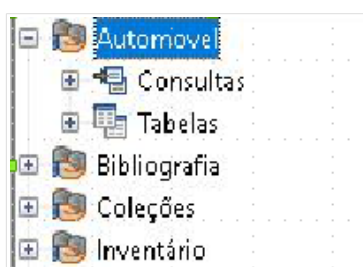 Automovel
Consultas
Tabelas
Bibliografia
Coleções
Inventário